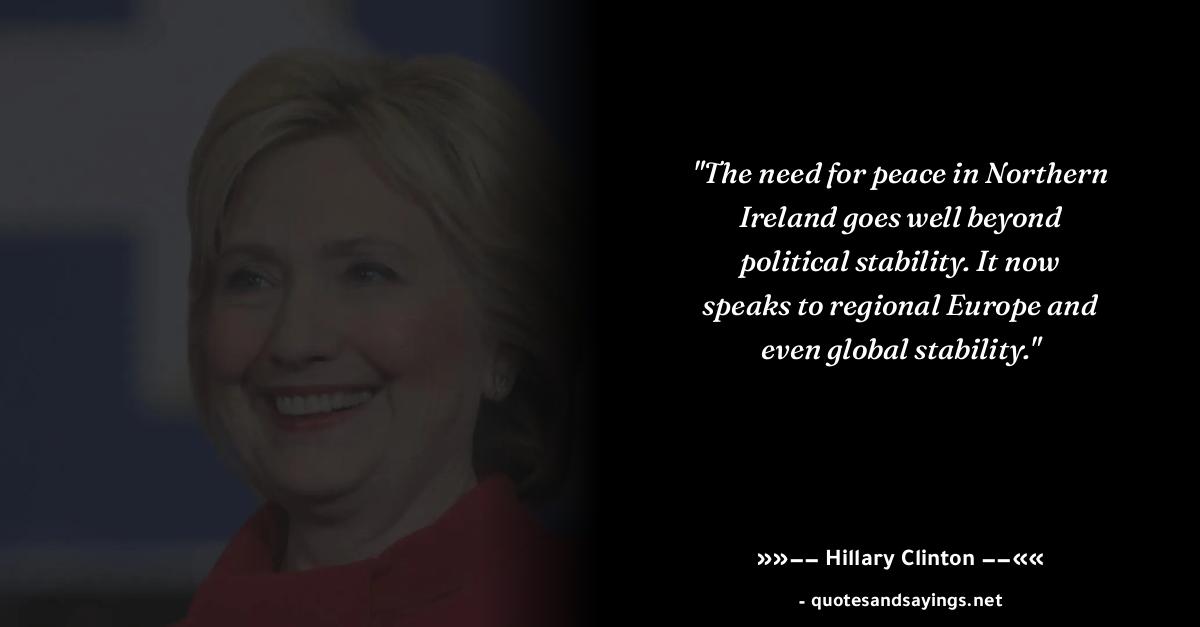 "The need for peace in Northern
Ireland goes well beyond
political stability. It now
speaks to regional Europe and
even global stability."
»»−− Hillary Clinton −−««
- quotesandsayings.net